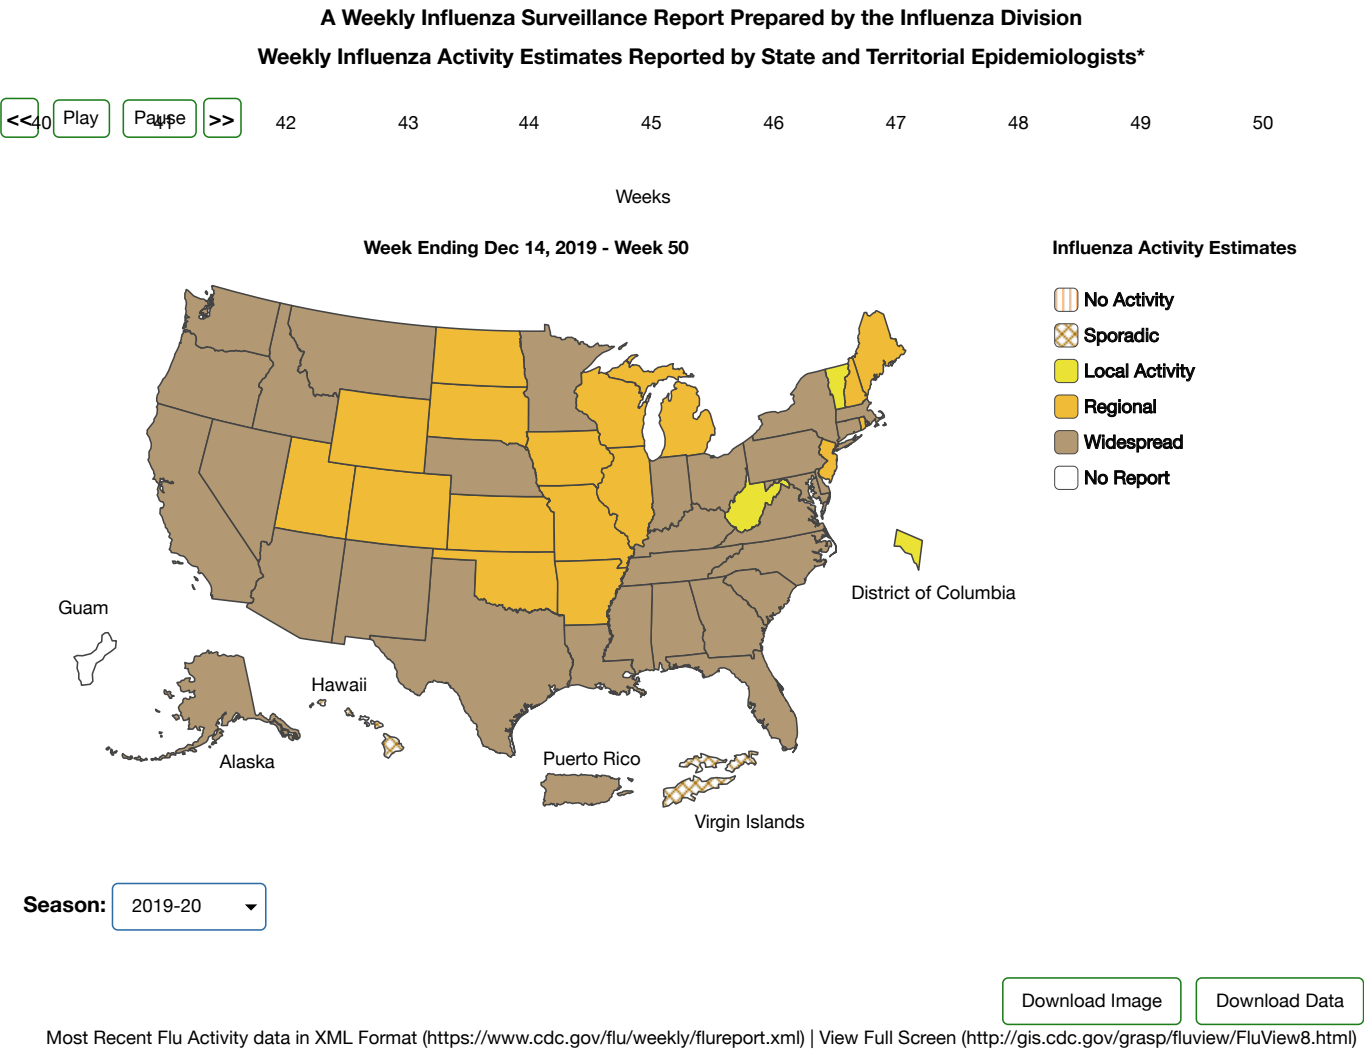 A Weekly Influenza Surveillance Report Prepared by the Influenza Division
Weekly Influenza Activity Estimates Reported by State and Territorial Epidemiologists*
<< 40 Play Pause 41 >> 42 43 44 45 46 47 48 49 50
Weeks
Week Ending Dec 14, 2019 - Week 50
Influenza Activity Estimates
No Activity
Sporadic
Local Activity
Regional
Widespread
No Report
District of Columbia
Guam
Hawaii
Alaska
Puerto Rico
Virgin Islands
Season: 2019-20
Download Image Download Data
Most Recent Flu Activity data in XML Format (https://www.cdc.gov/flu/weekly/flureport.xml) | View Full Screen (http://gis.cdc.gov/grasp/fluview/FluView8.html)